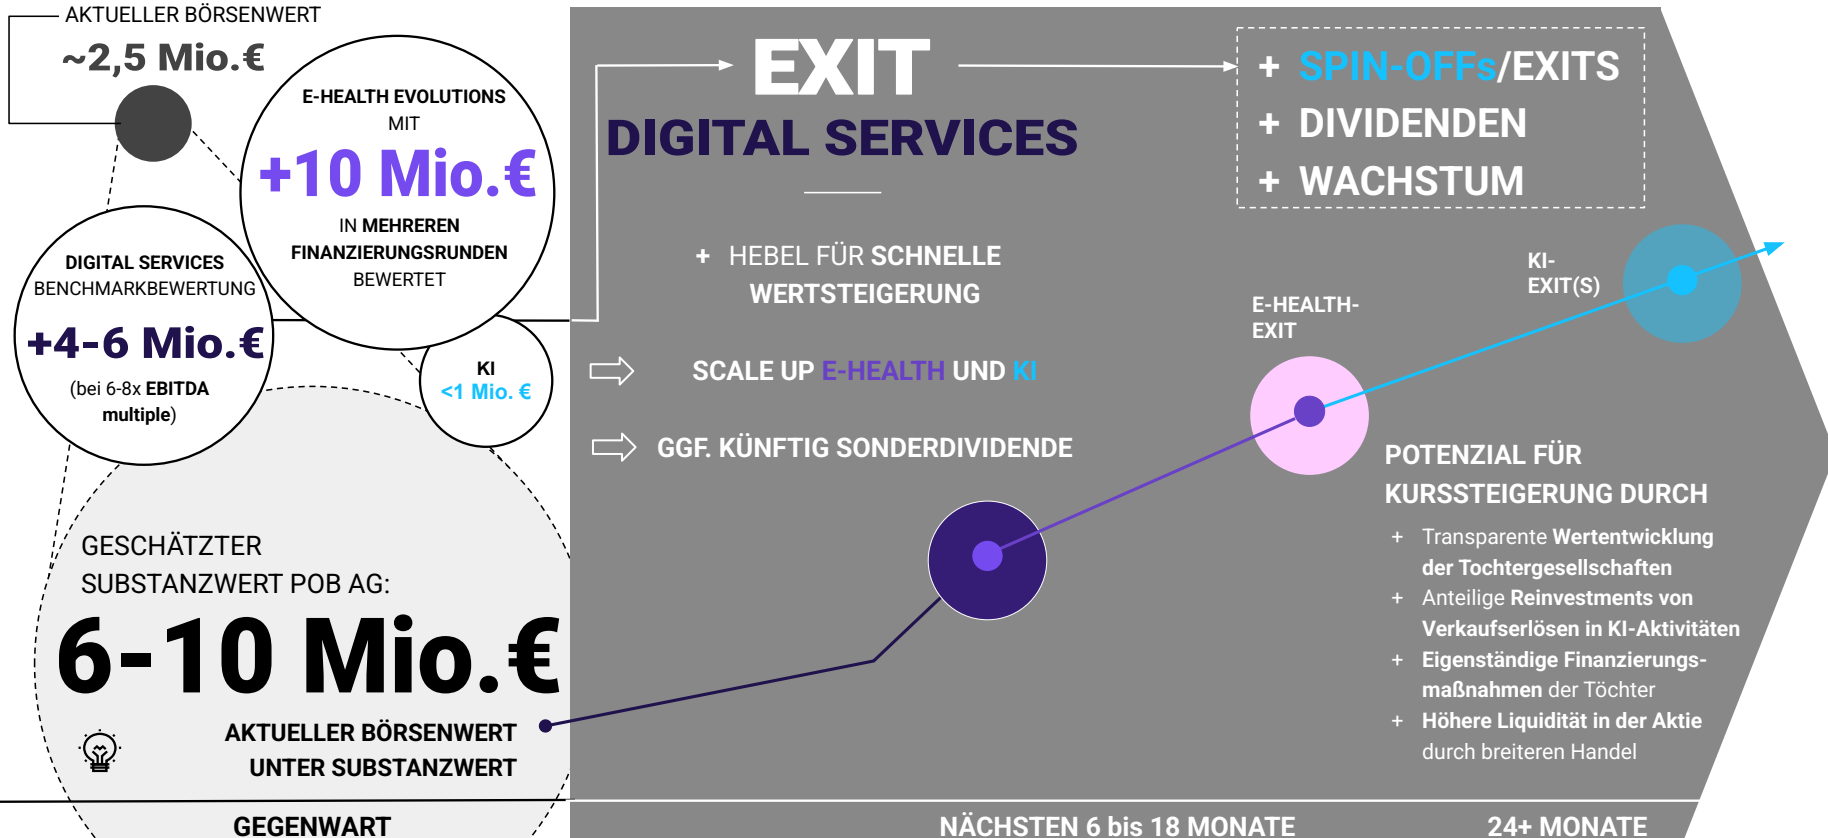 AKTUELLER BÖRSENWERT
~2,5 Mio.€
E-HEALTH EVOLUTIONS
MIT
+10 Mio.€
IN MEHREREN
FINANZIERUNGSRUNDEN
BEWERTET
DIGITAL SERVICES
BENCHMARKBEWERTUNG
+4-6 Mio.€
(bei 6-8x EBITDA
multiple)
KI
<1 Mio. €
GESCHÄTZTER
SUBSTANZWERT POB AG:
6-10 Mio.€
AKTUELLER BÖRSENWERT
UNTER SUBSTANZWERT
GEGENWART
EXIT
DIGITAL SERVICES
+ HEBEL FÜR SCHNELLE
WERTSTEIGERUNG
SCALE UP E-HEALTH UND KI
GGF. KÜNFTIG SONDERDIVIDENDE
+ SPIN-OFFs/EXITS
+ DIVIDENDEN
+ WACHSTUM
E-HEALTH-
EXIT
KI-
EXIT(S)
POTENZIAL FÜR
KURSSTEIGERUNG DURCH
+ Transparente Wertentwicklung
der Tochtergesellschaften
+ Anteilige Reinvestments von
Verkaufserlösen in KI-Aktivitäten
+ Eigenständige Finanzierungs-
maßnahmen der Töchter
+ Höhere Liquidität in der Aktie
durch breiteren Handel
NÄCHSTEN 6 bis 18 MONATE
24+ MONATE